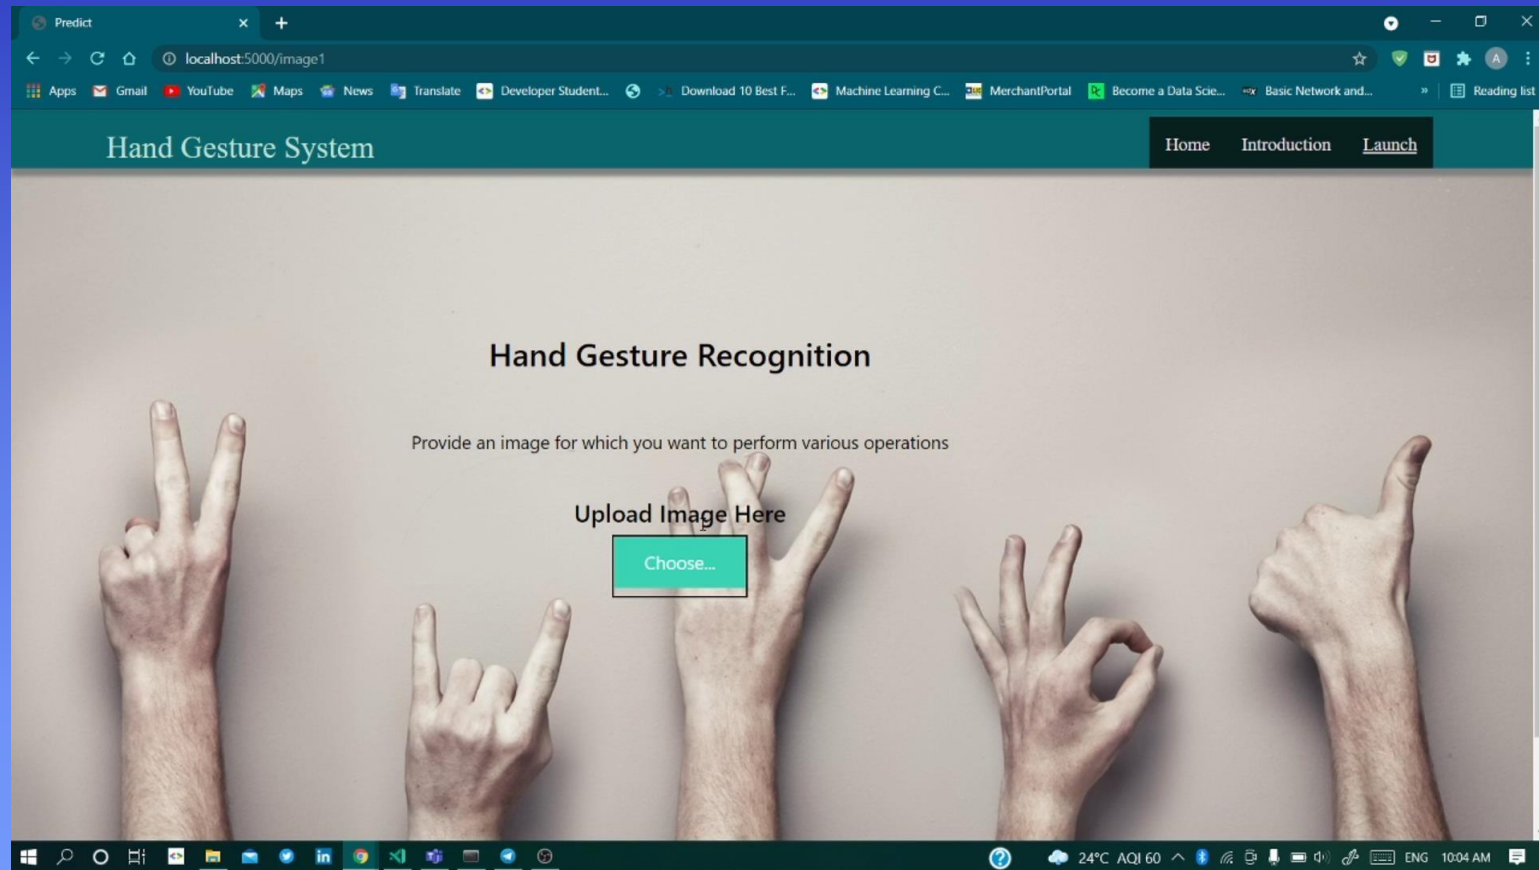 Predict
localhost:5000/image1
A
Apps Gmail YouTube Maps News Translate Developer Student... Download 10 Best F... Machine Learning C... MerchantPortal Become a Data Scie... Basic Network and... » Reading list
Hand Gesture System
Home Introduction Launch
Hand Gesture Recognition
Provide an image for which you want to perform various operations
Upload Image Here
Choose...
24°C AQI 60 ENG 10:04 AM